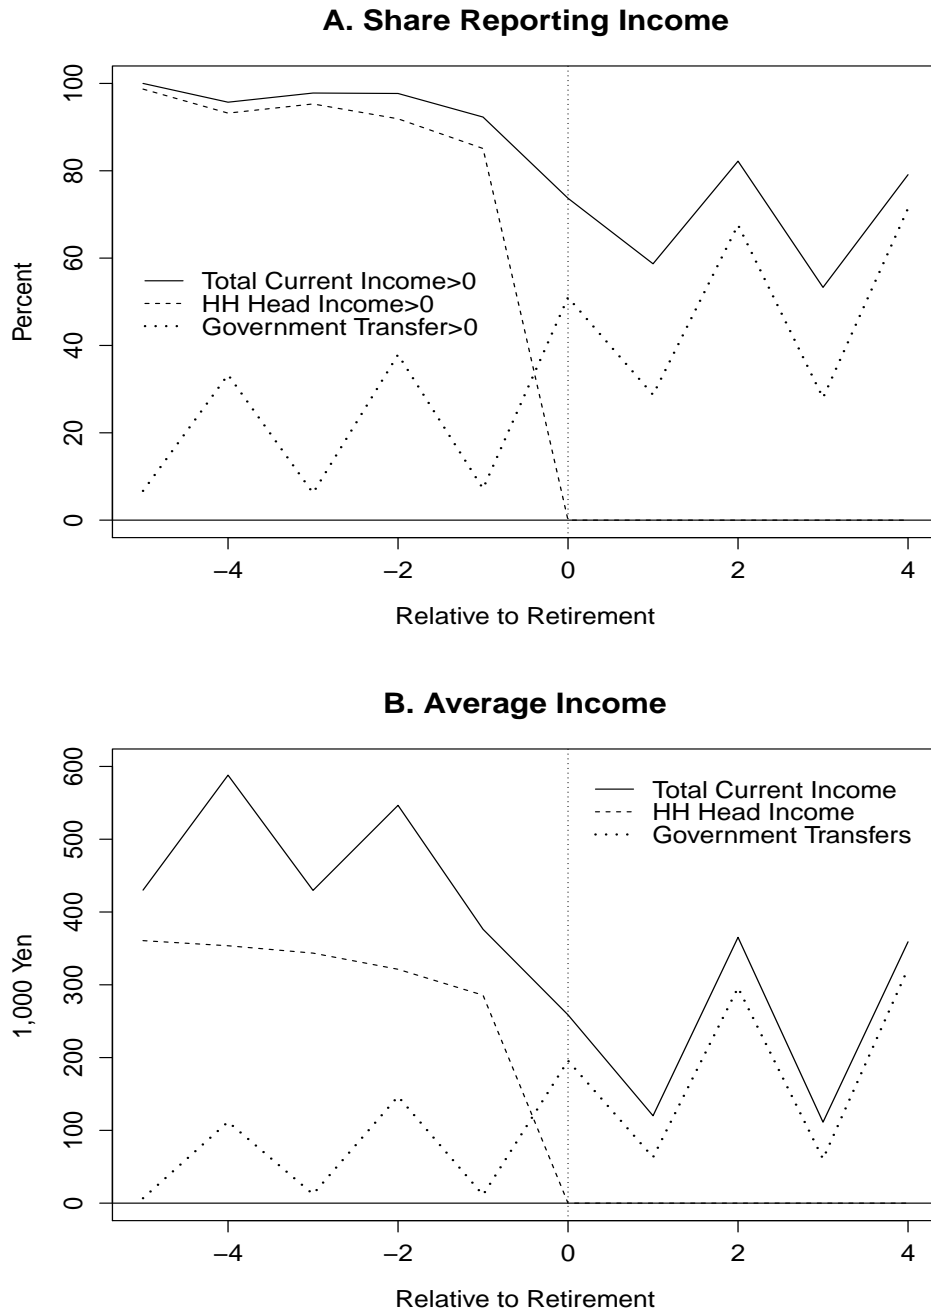 A. Share Reporting Income
100
80
60
40
20
0
Percent
Total Current Income>0
HH Head Income>0
Government Transfer>0
−4 −2 0 2 4
Relative to Retirement
B. Average Income
600
500
400
300
200
100
0
1,000 Yen
Total Current Income
HH Head Income
Government Transfers
−4 −2 0 2 4
Relative to Retirement